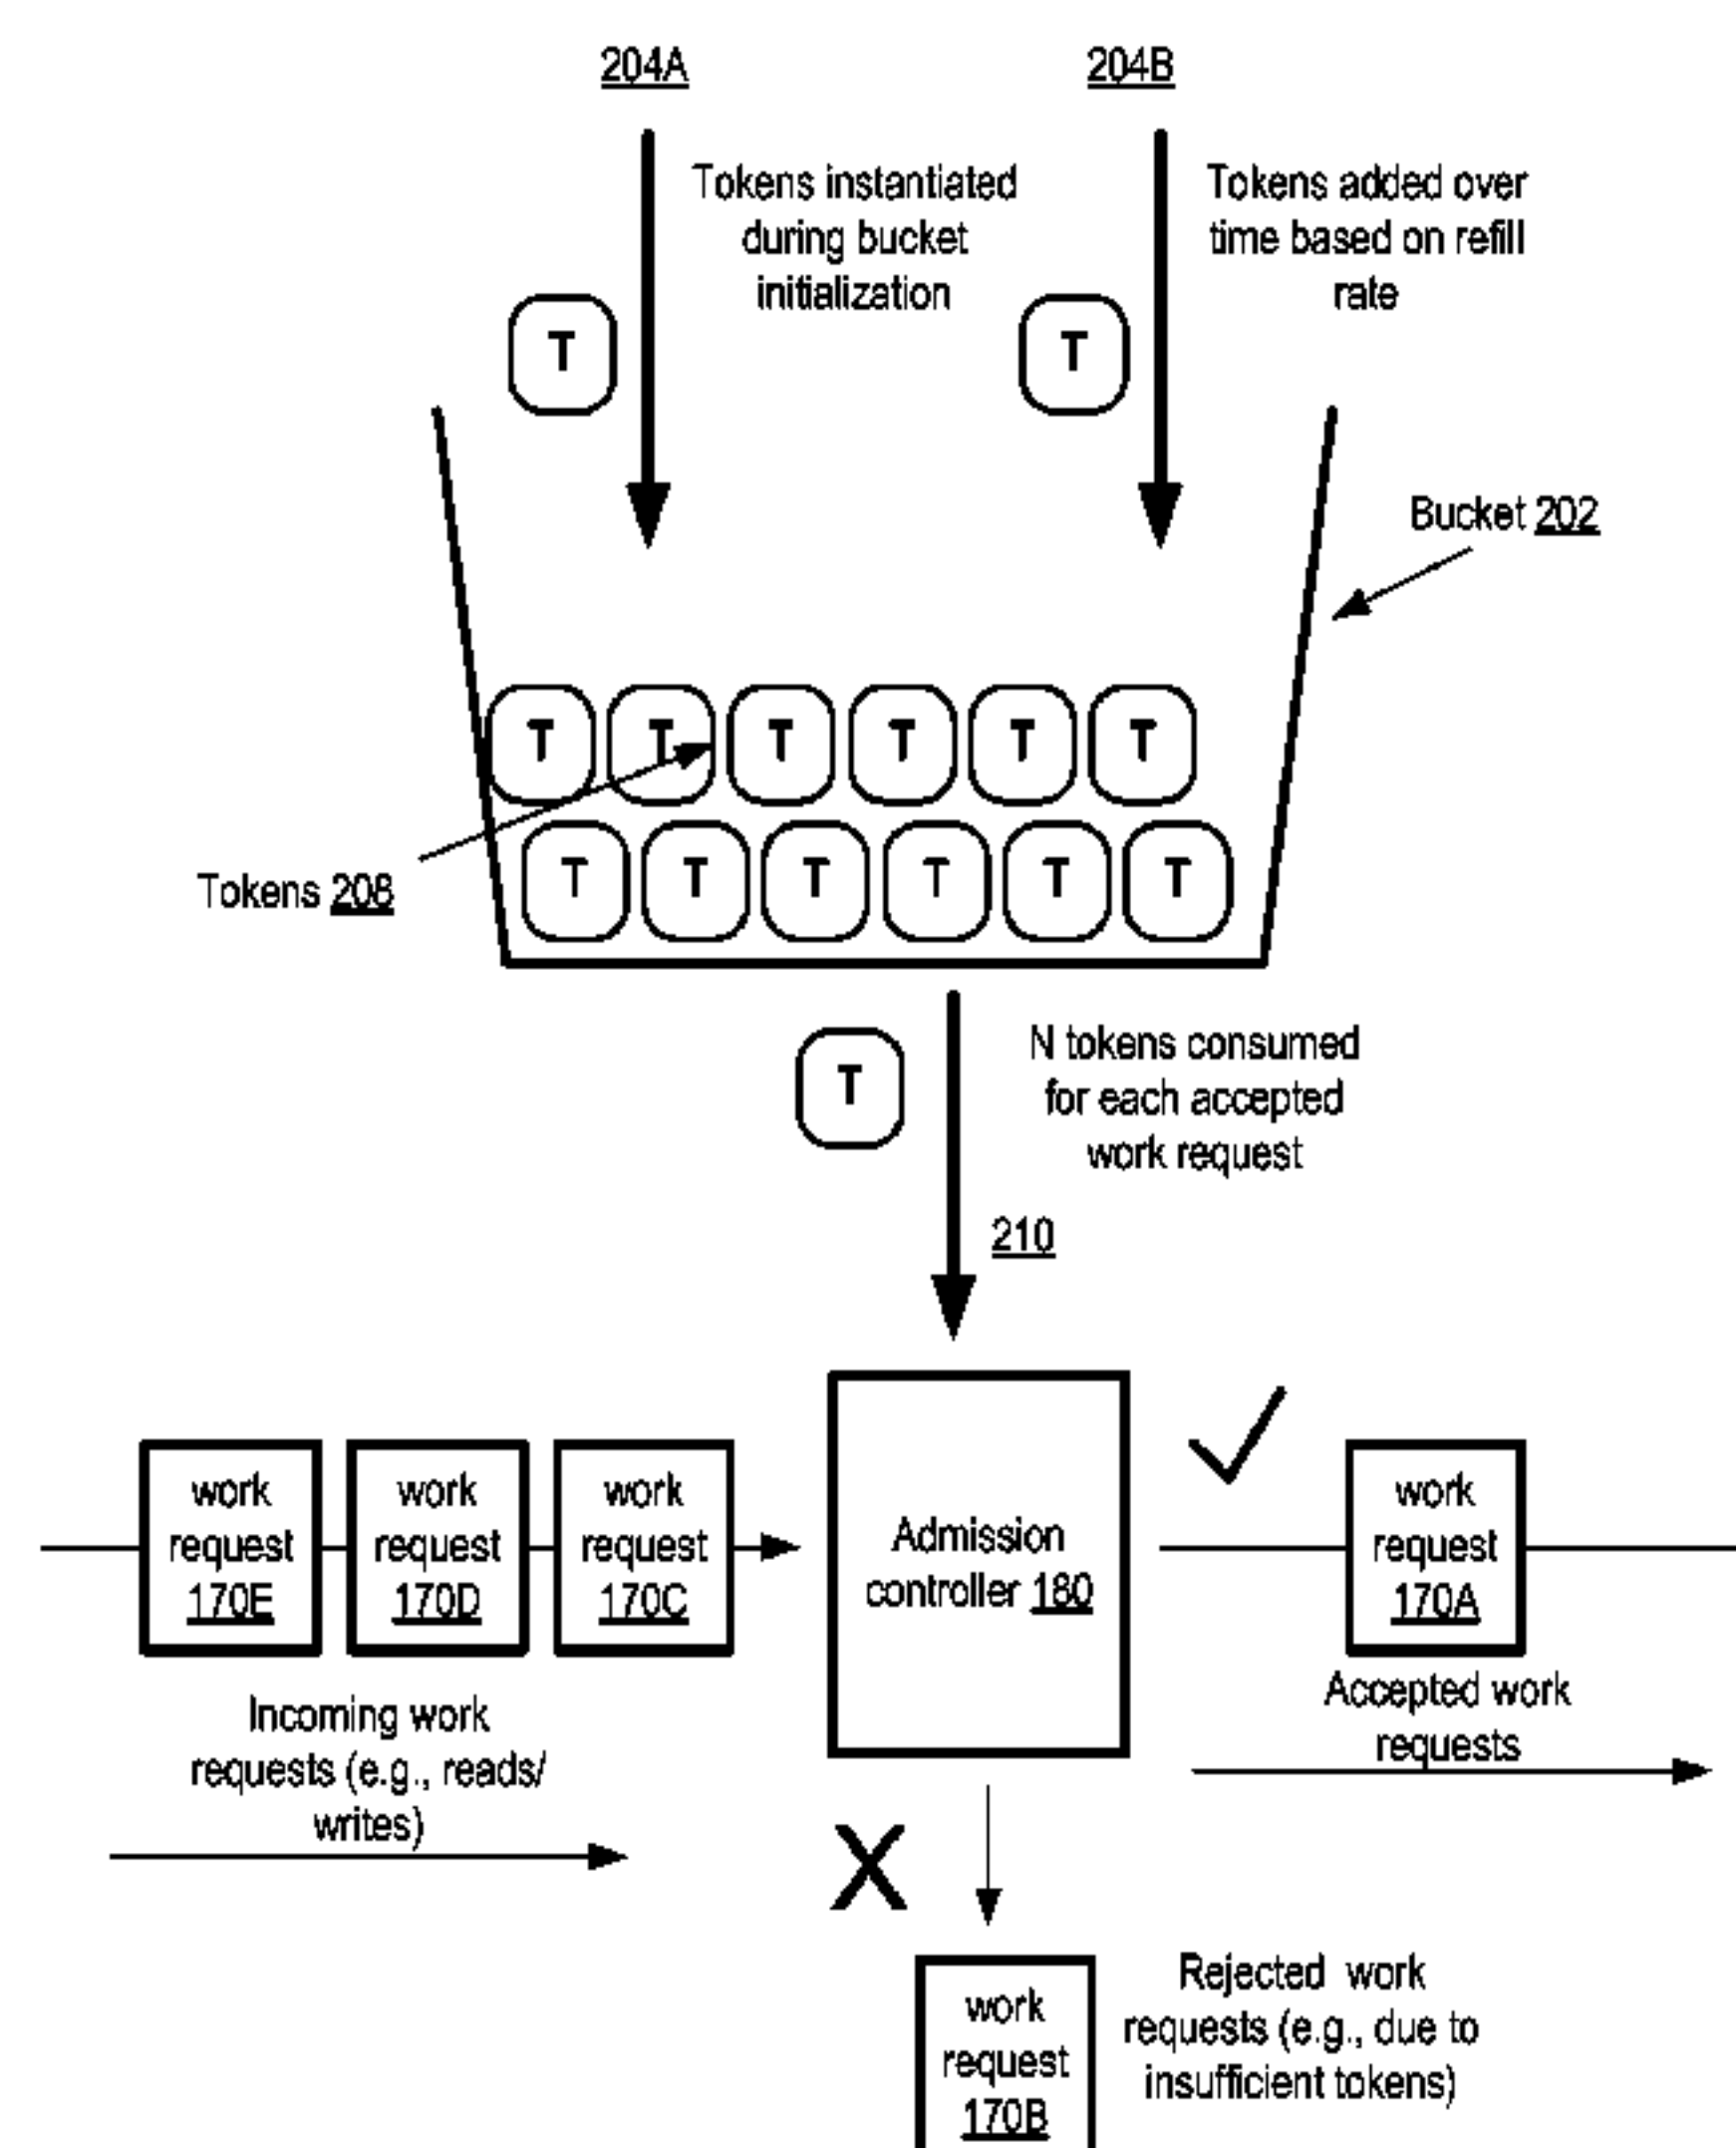 204A
204B
Tokens instantiated
during bucket
initialization
Tokens added over
time based on refill
rate
T
T
Bucket 202
T T T T T T
T T T T T T
Tokens 208
N tokens consumed
for each accepted
work request
T
210
work
request
170E
work
request
170D
work
request
170C
Admission
controller 180
work
request
170A
Incoming work
requests (e.g., reads/
writes)
Accepted work
requests
X
work
request
170B
Rejected work
requests (e.g., due to
insufficient tokens)